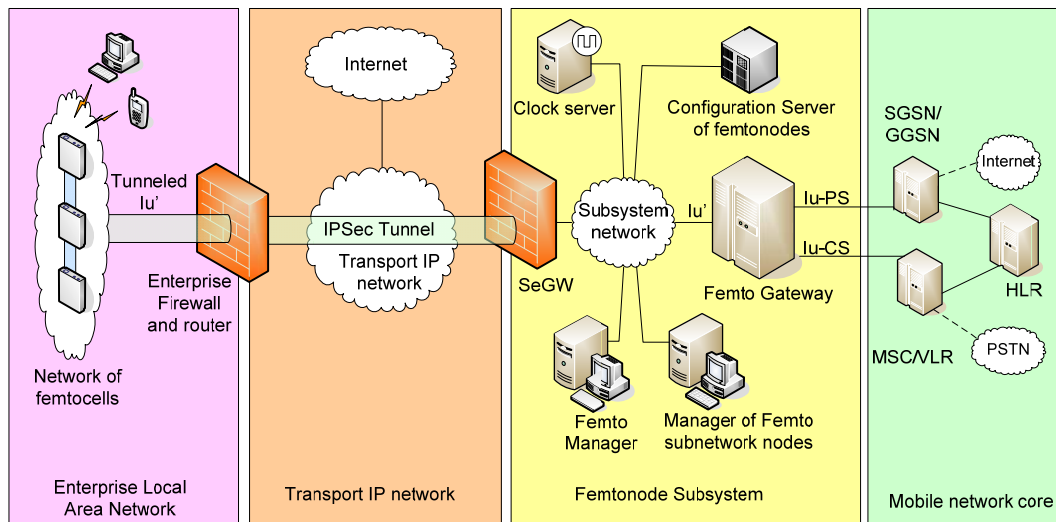 Tunneled
Iu'
Enterprise
Firewall
and router
Network of
femtocells
Enterprise Local
Area Network
Internet
IPSec Tunnel
Transport IP
network
Transport IP network
Clock server
Configuration Server
of femtonodes
SeGW
Subsystem
network
Iu'
Femto Gateway
Femto
Manager
Manager of Femto
subnetwork nodes
Femtonode Subsystem
SGSN/
GGSN
Internet
Iu-PS
Iu-CS
HLR
MSC/VLR
PSTN
Mobile network core